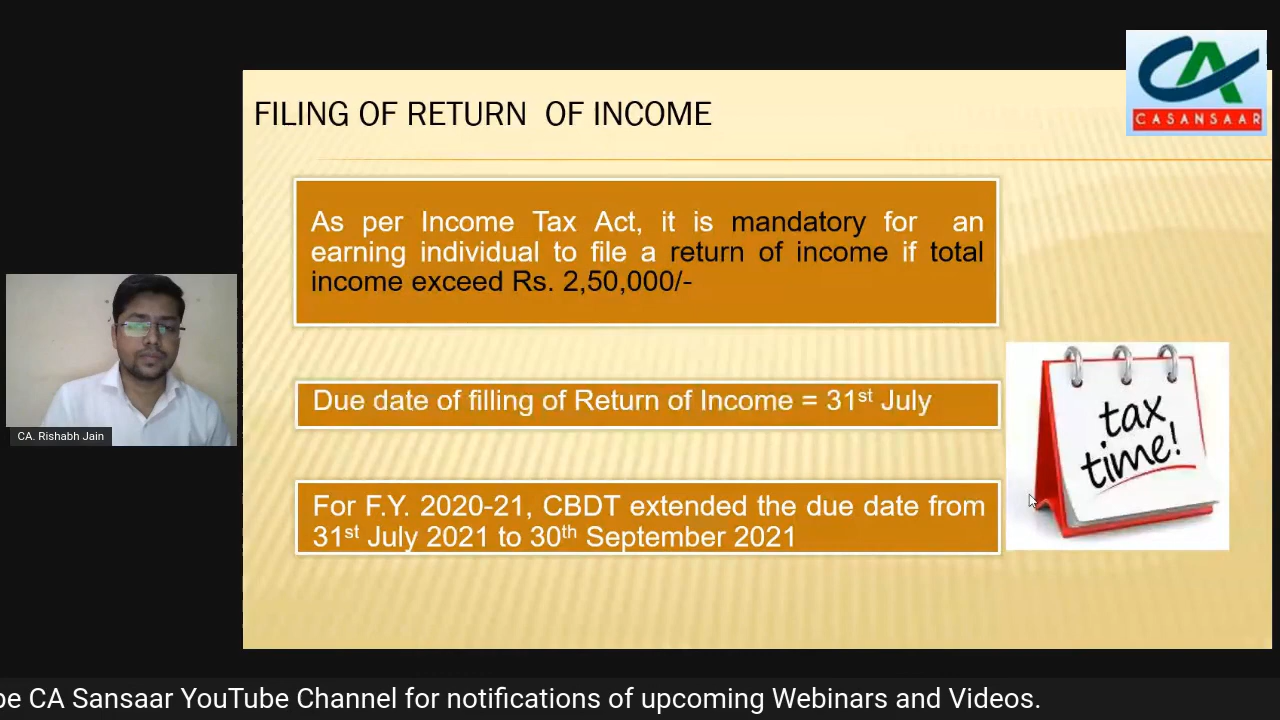 CASANSAAR
FILING OF RETURN OF INCOME
As per Income Tax Act, it is mandatory for an
earning individual to file a return of income if total
income exceed Rs. 2,50,000/-
Due date of filling of Return of Income = 31st July
For F.Y. 2020-21, CBDT extended the due date from
31st July 2021 to 30th September 2021
tax
time!
CA. Rishabh Jain
be CA Sansaar YouTube Channel for notifications of upcoming Webinars and Videos.